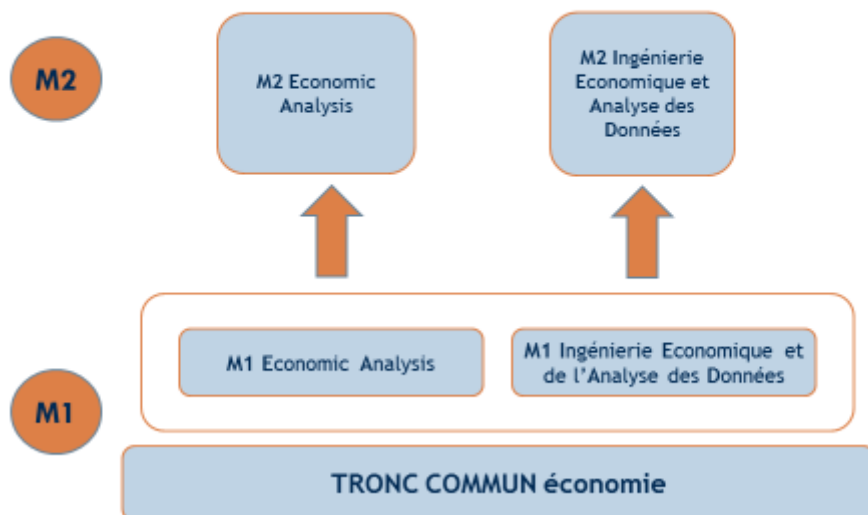 M2
M2 Economic
Analysis
M2 Ingénierie
Economique et
Analyse des
Données
M1
M1 Economic Analysis
M1 Ingénierie Economique et
de l'Analyse des Données
TRONC COMMUN économie